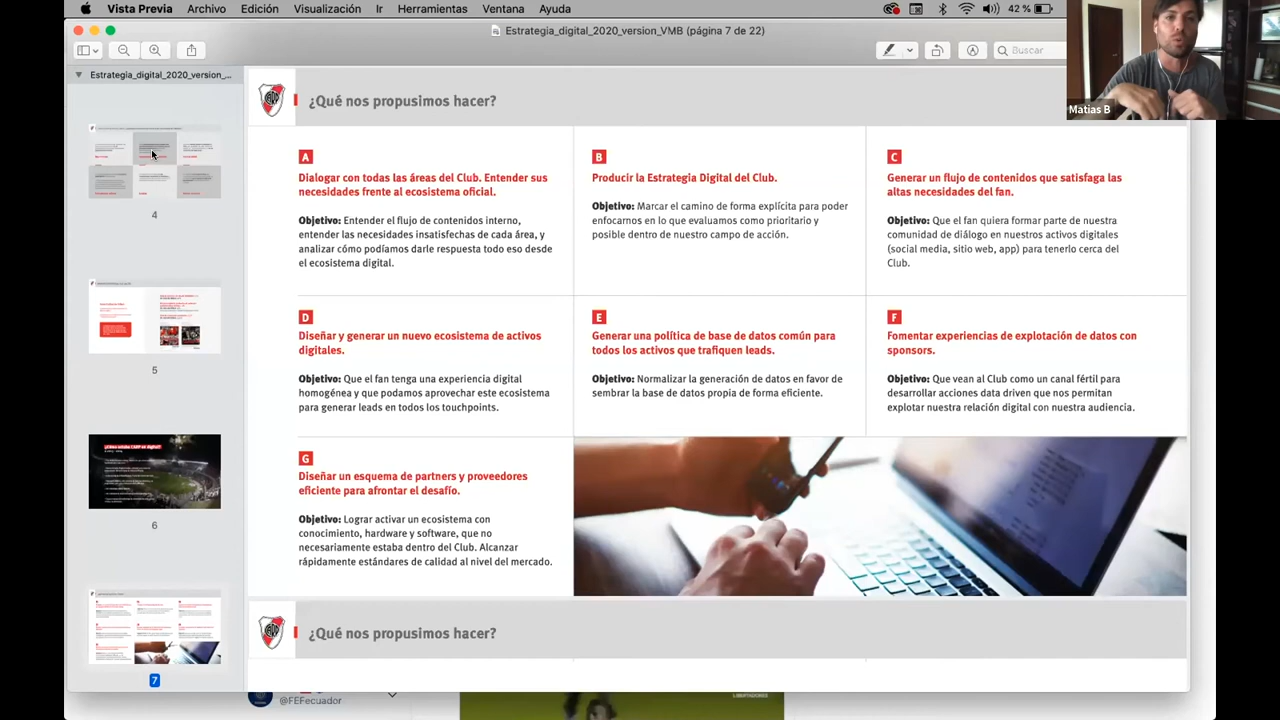 Vista Previa Archivo Edición Visualización Ir Herramientas Ventana Ayuda
42 %
Estrategia_digital_2020_version_VMB (página 7 de 22)
Buscar
Matias B
Estrategia_digital_2020_version_...
4
5
6
7
¿Qué nos propusimos hacer?
A
Dialogar con todas las áreas del Club. Entender sus
necesidades frente al ecosistema oficial.
Objetivo: Entender el flujo de contenidos interno,
entender las necesidades insatisfechas de cada área, y
analizar cómo podíamos darle respuesta todo eso desde
el ecosistema digital.
B
Producir la Estrategia Digital del Club.
Objetivo: Marcar el camino de forma explícita para poder
enfocarnos en lo que evaluamos como prioritario y
posible dentro de nuestro campo de acción.
C
Generar un flujo de contenidos que satisfaga las
altas necesidades del fan.
Objetivo: Que el fan quiera formar parte de nuestra
comunidad de diálogo en nuestros activos digitales
(social media, sitio web, app) para tenerlo cerca del
Club.
D
Diseñar y generar un nuevo ecosistema de activos
digitales.
Objetivo: Que el fan tenga una experiencia digital
homogénea y que podamos aprovechar este ecosistema
para generar leads en todos los touchpoints.
E
Generar una política de base de datos común para
todos los activos que trafiquen leads.
Objetivo: Normalizar la generación de datos en favor de
sembrar la base de datos propia de forma eficiente.
F
Fomentar experiencias de explotación de datos con
sponsors.
Objetivo: Que vean al Club como un canal fértil para
desarrollar acciones data driven que nos permitan
explotar nuestra relación digital con nuestra audiencia.
G
Diseñar un esquema de partners y proveedores
eficiente para afrontar el desafío.
Objetivo: Lograr activar un ecosistema con
conocimiento, hardware y software, que no
necesariamente estaba dentro del Club. Alcanzar
rápidamente estándares de calidad al nivel del mercado.
¿Qué nos propusimos hacer?
@FEFecuador
LIBERTADORES